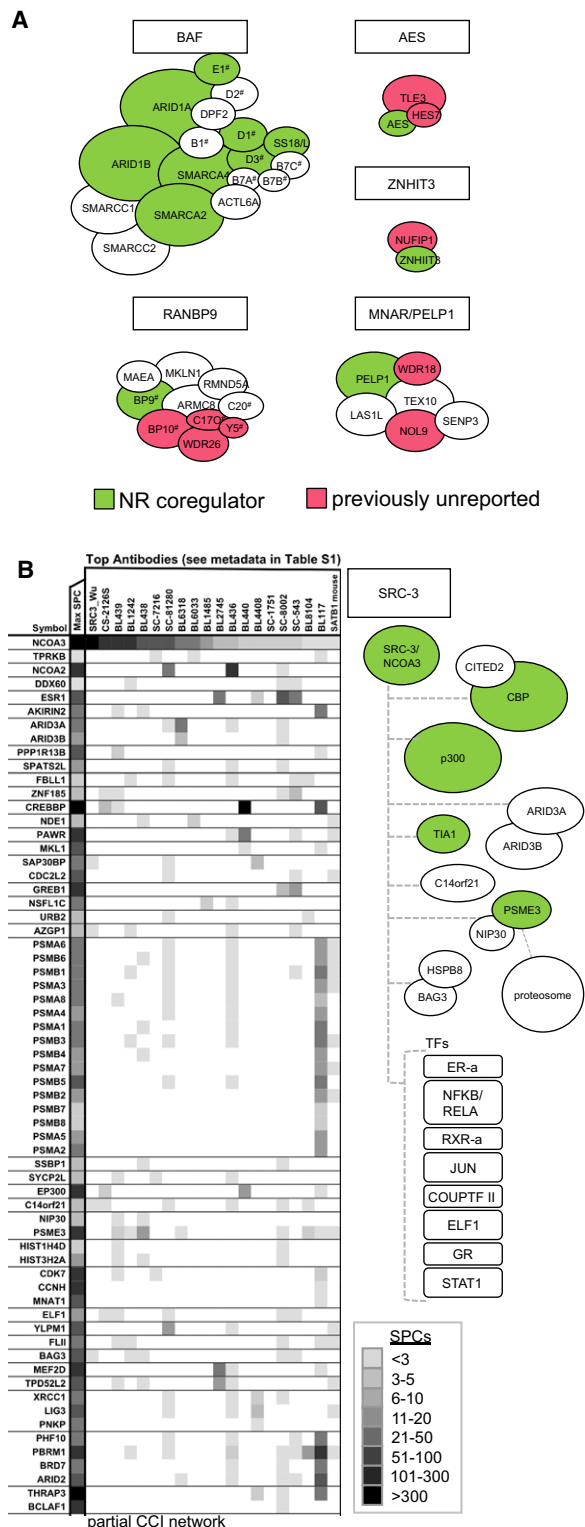 A
BAF
AES
E1#
D2#
ARID1A
DPF2
B1#
D1#
SS18/L
ARID1B
D3#
SMARCA4
B7C#
B7A#
B7B#
SMARCC1
SMARCA2
ACTL6A
SMARCC2
TLE3
HES7
AES
ZNHIT3
NUFIP1
ZNHIIT3
RANBP9
MNAR/PELP1
MAEA
MKLN1
RMND5A
BP9#
ARMC8
C20#
C17O#
BP10#
Y5#
WDR26
WDR18
PELP1
TEX10
LAS1L
SENP3
NOL9
NR coregulator
previously unreported
B
Top Antibodies (see metadata in Table S1)
Symbol
Max SPC
SRC3_Wu
CS-2126S
BL439
BL1242
BL438
SC-7216
SC-81280
BL6318
BL6033
BL1485
BL2745
BL436
BL440
BL4408
SC-1751
SC-8002
SC-543
BL8104
BL117
SATB1 mouse
NCOA3
TPRKB
NCOA2
DDX60
ESR1
AKIRIN2
ARID3A
ARID3B
PPP1R13B
SPATS2L
FBLL1
ZNF185
CREBBP
NDE1
PAWR
MKL1
SAP30BP
CDC2L2
GREB1
NSFL1C
URB2
AZGP1
PSMA6
PSMB6
PSMB1
PSMA3
PSMA8
PSMA4
PSMA1
PSMB3
PSMB4
PSMA7
PSMB5
PSMB2
PSMB7
PSMB8
PSMA5
PSMA2
SSBP1
SYCP2L
EP300
C14orf21
NIP30
PSME3
HIST1H4D
HIST3H2A
CDK7
CCNH
MNAT1
ELF1
YLPM1
FLII
BAG3
MEF2D
TPD52L2
XRCC1
LIG3
PNKP
PHF10
PBRM1
BRD7
ARID2
THRAP3
BCLAF1
partial CCI network
SRC-3
SRC-3/
NCOA3
CITED2
CBP
p300
ARID3A
TIA1
ARID3B
C14orf21
PSME3
NIP30
HSPB8
BAG3
proteosome
TFs
ER-a
NFKB/
RELA
RXR-a
JUN
COUPTF II
ELF1
GR
STAT1
SPCs
<3
3-5
6-10
11-20
21-50
51-100
101-300
>300